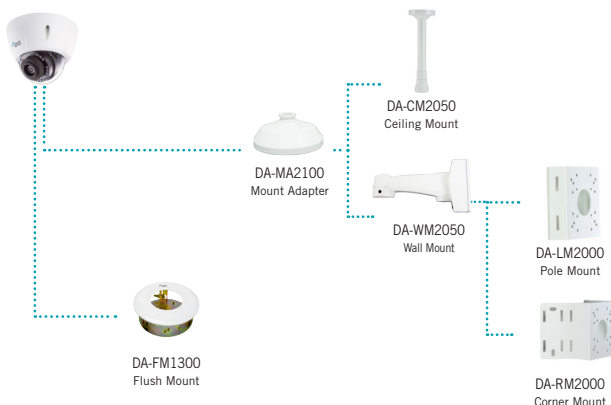 DA-CM2050
Ceiling Mount
DA-MA2100
Mount Adapter
DA-WM2050
Wall Mount
DA-LM2000
Pole Mount
DA-FM1300
Flush Mount
DA-RM2000
Corner Mount